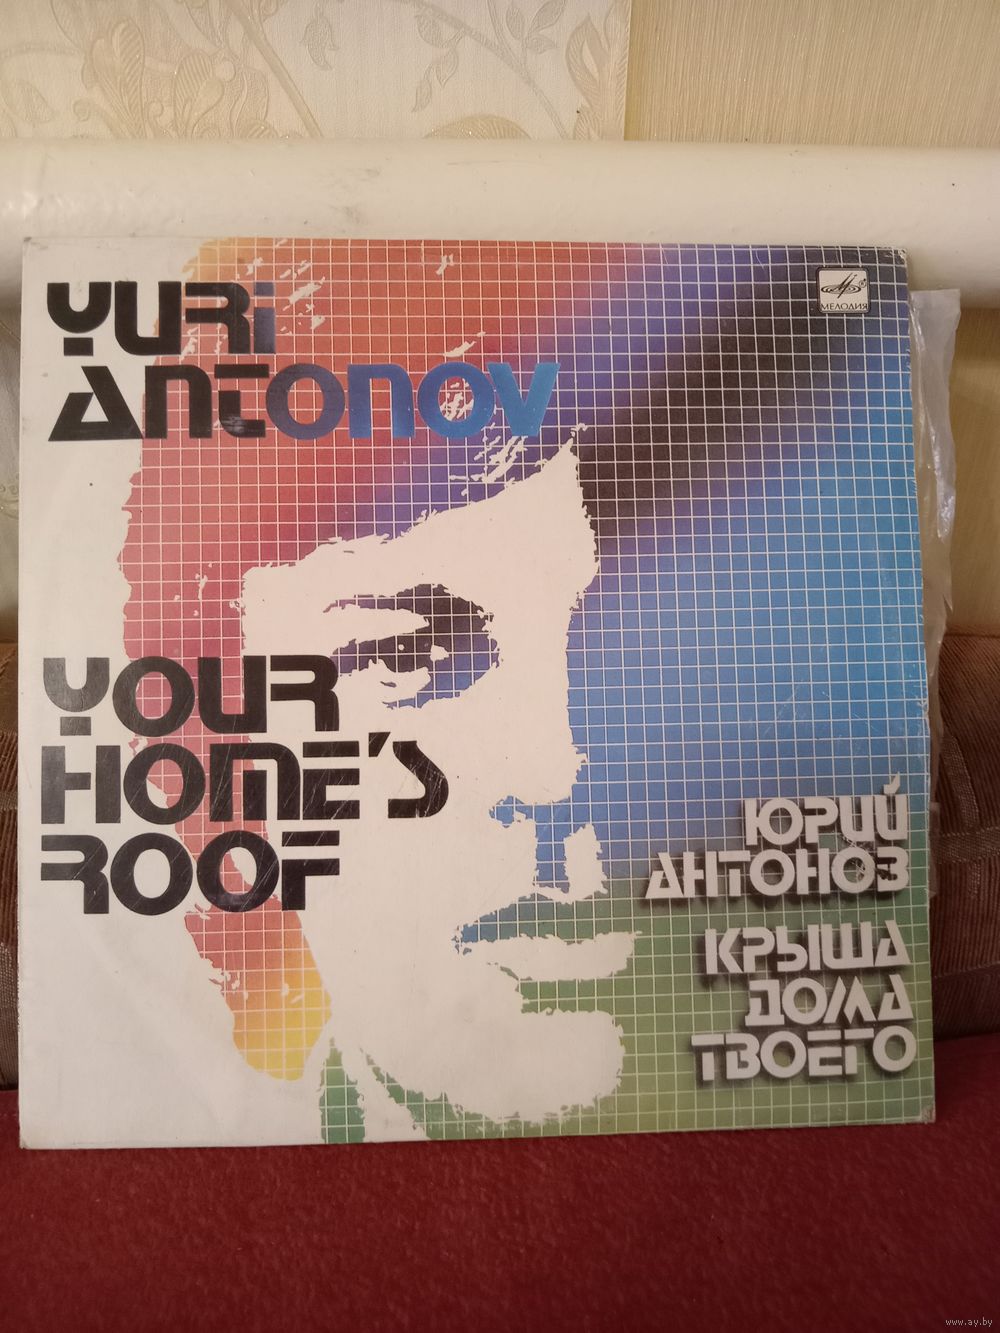 YURI
ANTONOV
МЕЛОДИЯ
YOUR
HOME'S
ROOF
ЮРИЙ
АНТОНОВ
КРЫША
ДОМА
ТВОЕГО
www.ay.by